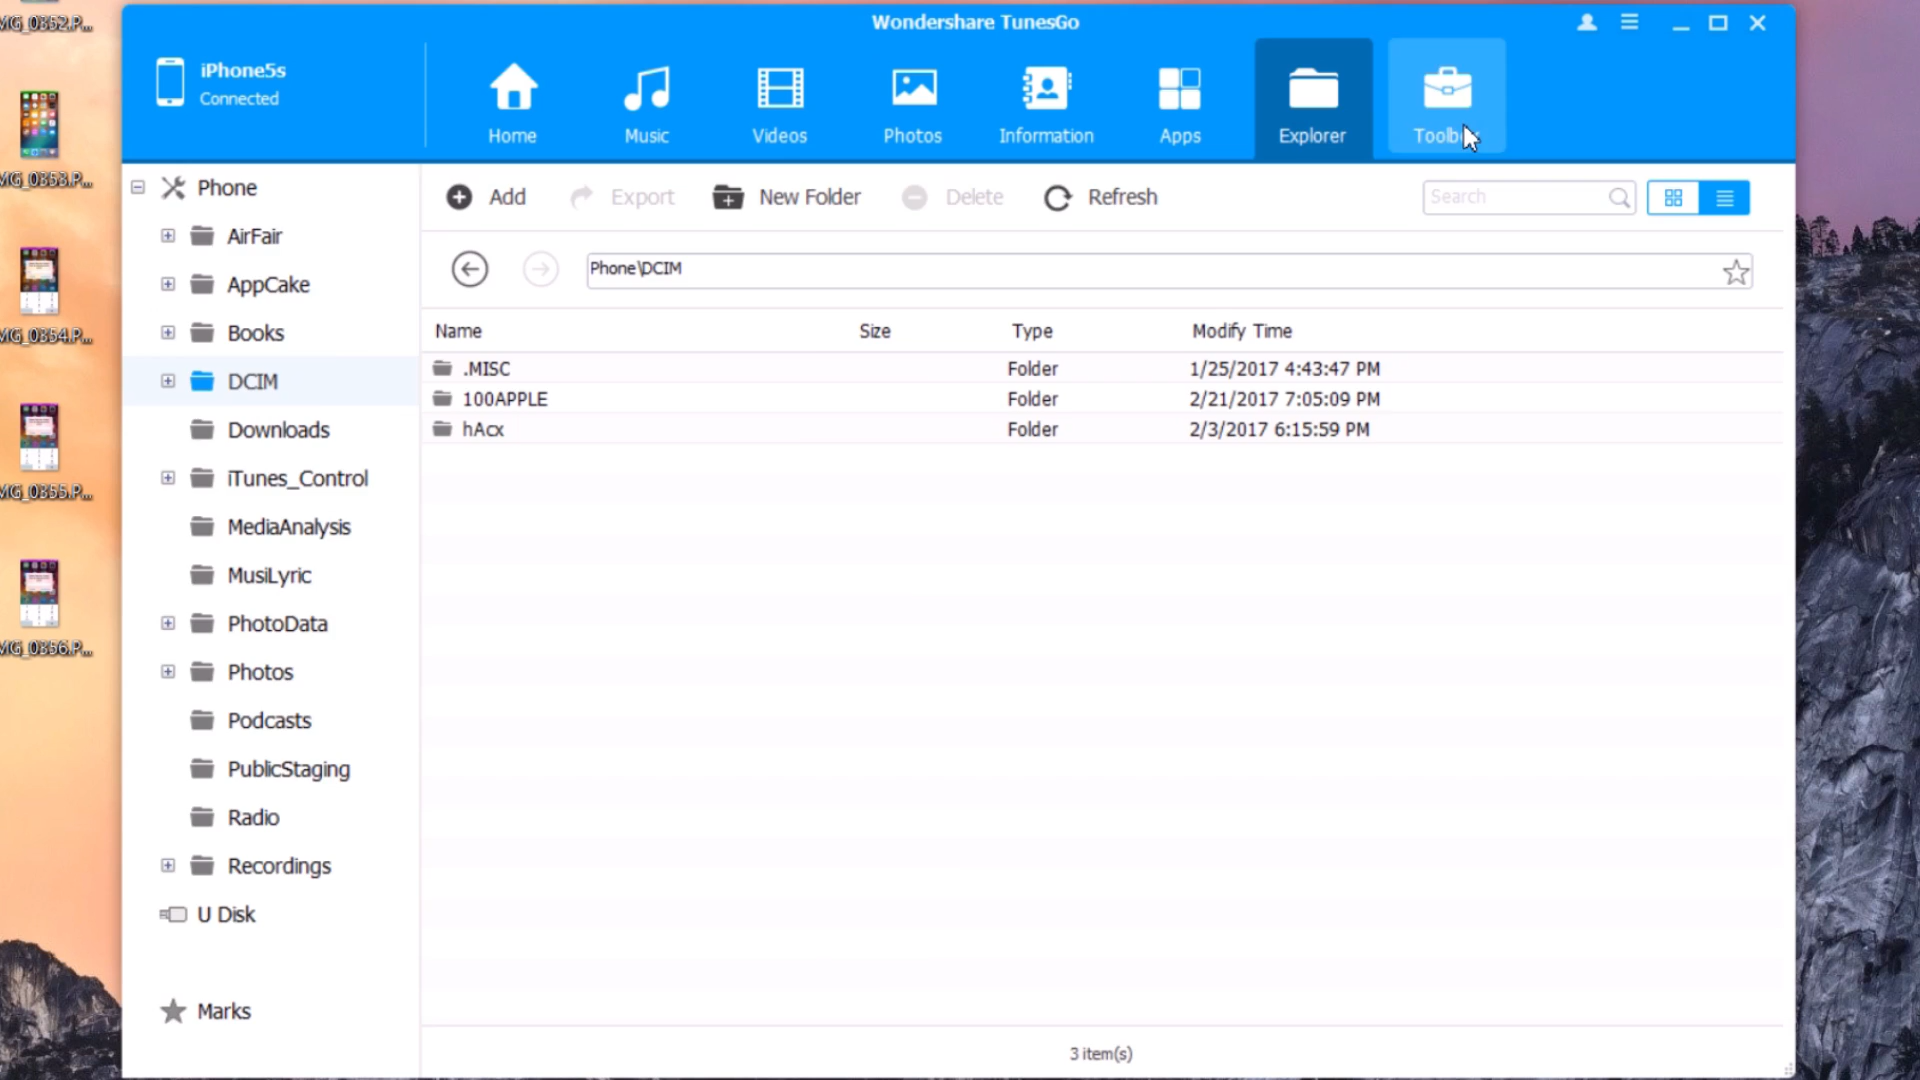 Wondershare TunesGo
iPhone5s
Connected
Home
Music
Videos
Photos
Information
Apps
Explorer
Phone
AirFair
AppCake
Books
DCIM
Downloads
iTunes_Control
MediaAnalysis
MusiLyric
PhotoData
Photos
Podcasts
PublicStaging
Radio
Recordings
U Disk
Marks
Add
Export
New Folder
Delete
Refresh
Search
Phone\DCIM
Name Size Type Modify Time
.MISC Folder 1/25/2017 4:43:47 PM
100APPLE Folder 2/21/2017 7:05:09 PM
hAcx Folder 2/3/2017 6:15:59 PM
3 item(s)